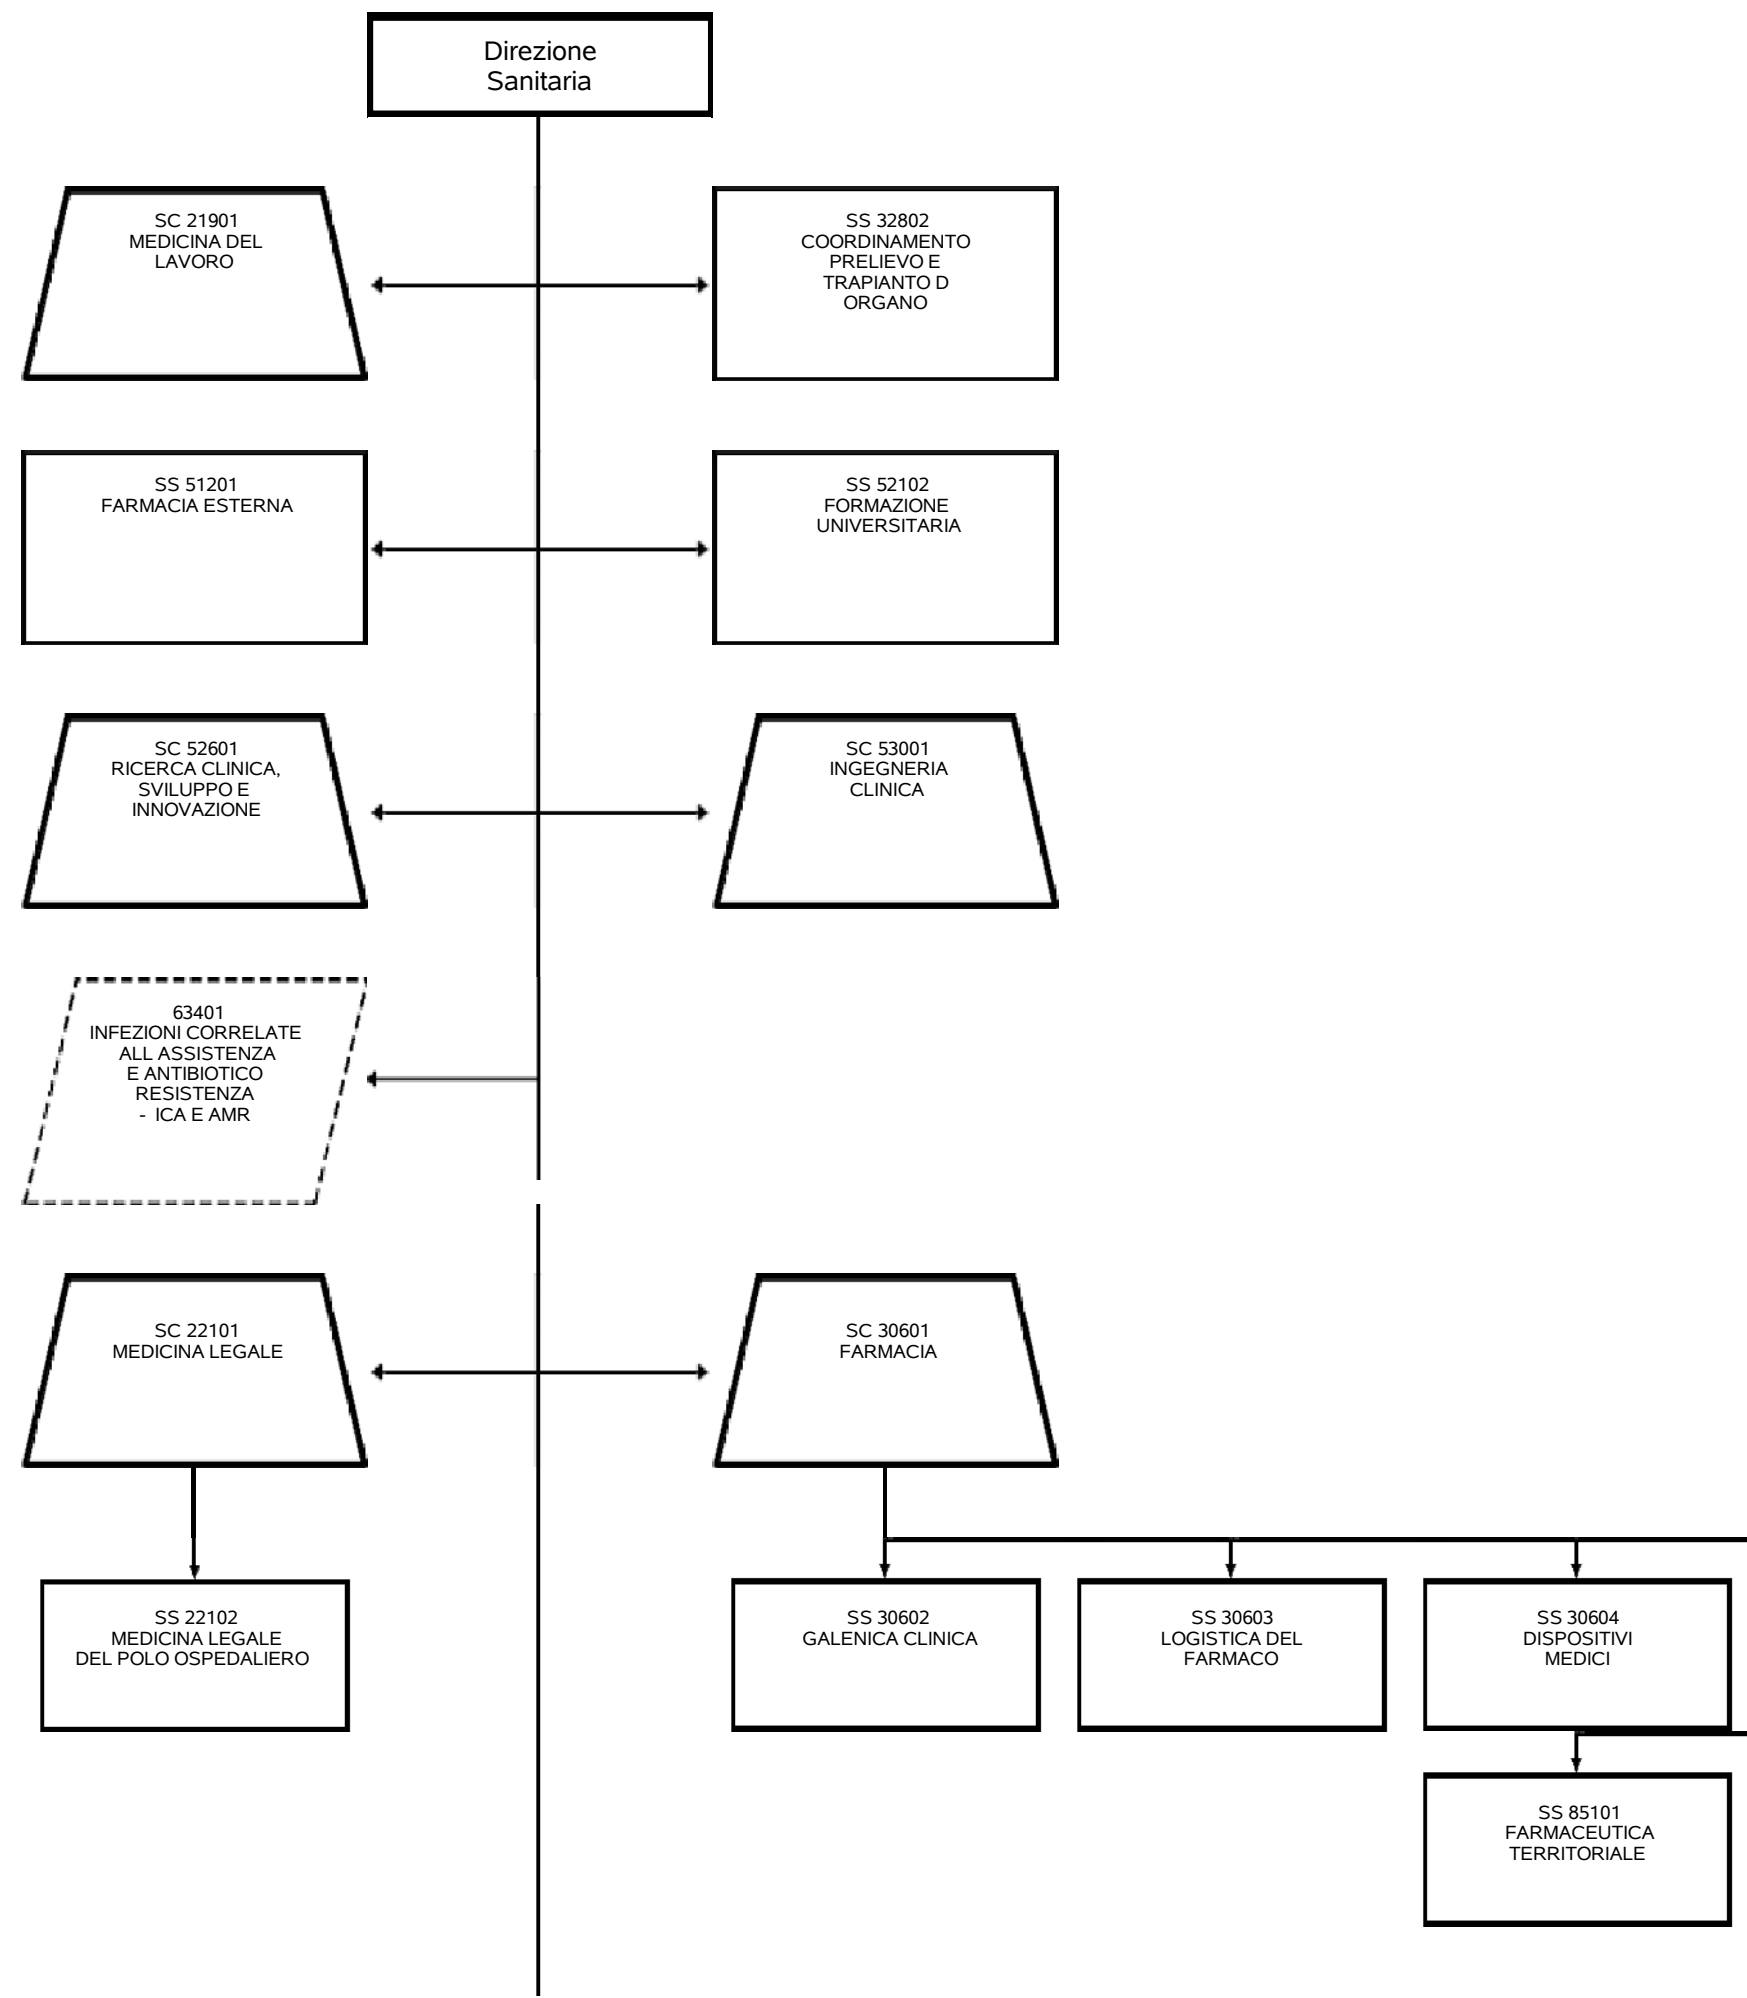 Direzione
Sanitaria
SC 21901
MEDICINA DEL
LAVORO
SS 32802
COORDINAMENTO
PRELIEVO E
TRAPIANTO D
ORGANO
SS 51201
FARMACIA ESTERNA
SS 52102
FORMAZIONE
UNIVERSITARIA
SC 52601
RICERCA CLINICA,
SVILUPPO E
INNOVAZIONE
SC 53001
INGEGNERIA
CLINICA
63401
INFEZIONI CORRELATE
ALL ASSISTENZA
E ANTIBIOTICO
RESISTENZA
- ICA E AMR
SC 22101
MEDICINA LEGALE
SC 30601
FARMACIA
SS 22102
MEDICINA LEGALE
DEL POLO OSPEDALIERO
SS 30602
GALENICA CLINICA
SS 30603
LOGISTICA DEL
FARMACO
SS 30604
DISPOSITIVI
MEDICI
SS 85101
FARMACEUTICA
TERRITORIALE